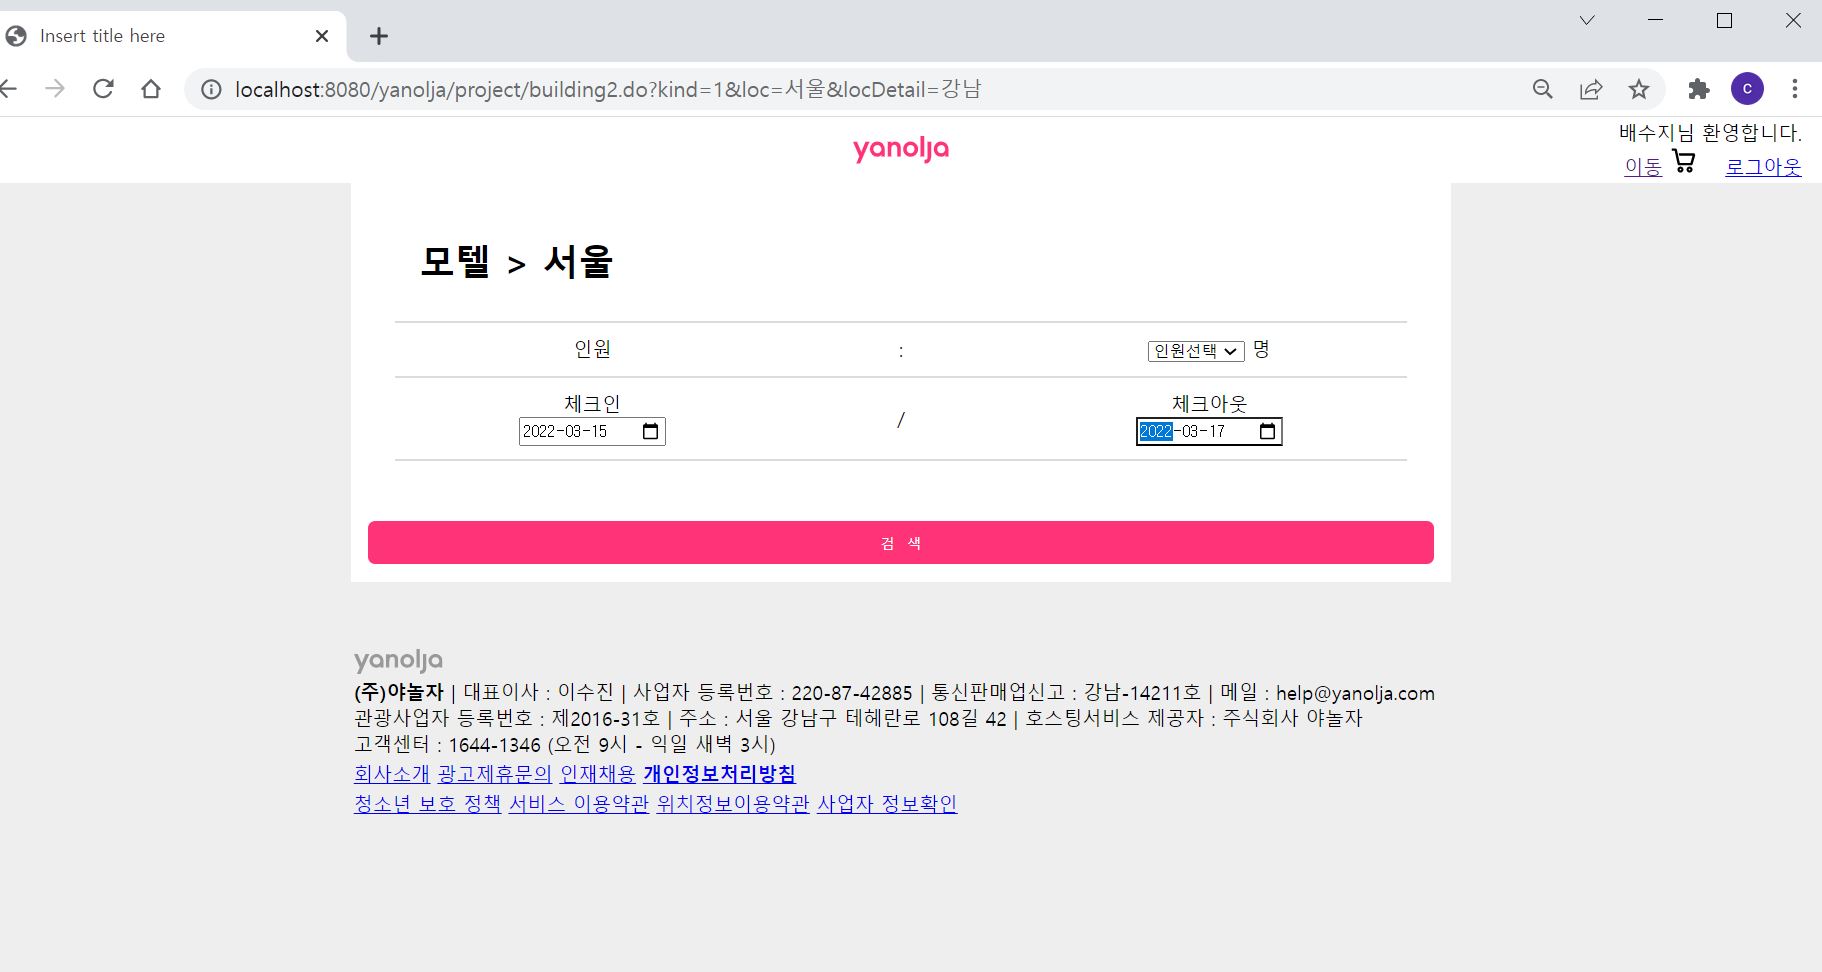 Insert title here
localhost:8080/yanolja/project/building2.do?kind=1&loc=서울&locDetail=강남
C
yanolja
배수지님 환영합니다.
이동 로그아웃
모텔 > 서울
인원 : 인원선택 명
체크인 / 체크아웃
2022-03-15 2022-03-17
검 색
yanolja
(주)야놀자 | 대표이사 : 이수진 | 사업자 등록번호 : 220-87-42885 | 통신판매업신고 : 강남-14211호 | 메일 : help@yanolja.com
관광사업자 등록번호 : 제2016-31호 | 주소 : 서울 강남구 테헤란로 108길 42 | 호스팅서비스 제공자 : 주식회사 야놀자
고객센터 : 1644-1346 (오전 9시 - 익일 새벽 3시)
회사소개 광고제휴문의 인재채용 개인정보처리방침
청소년 보호 정책 서비스 이용약관 위치정보이용약관 사업자 정보확인